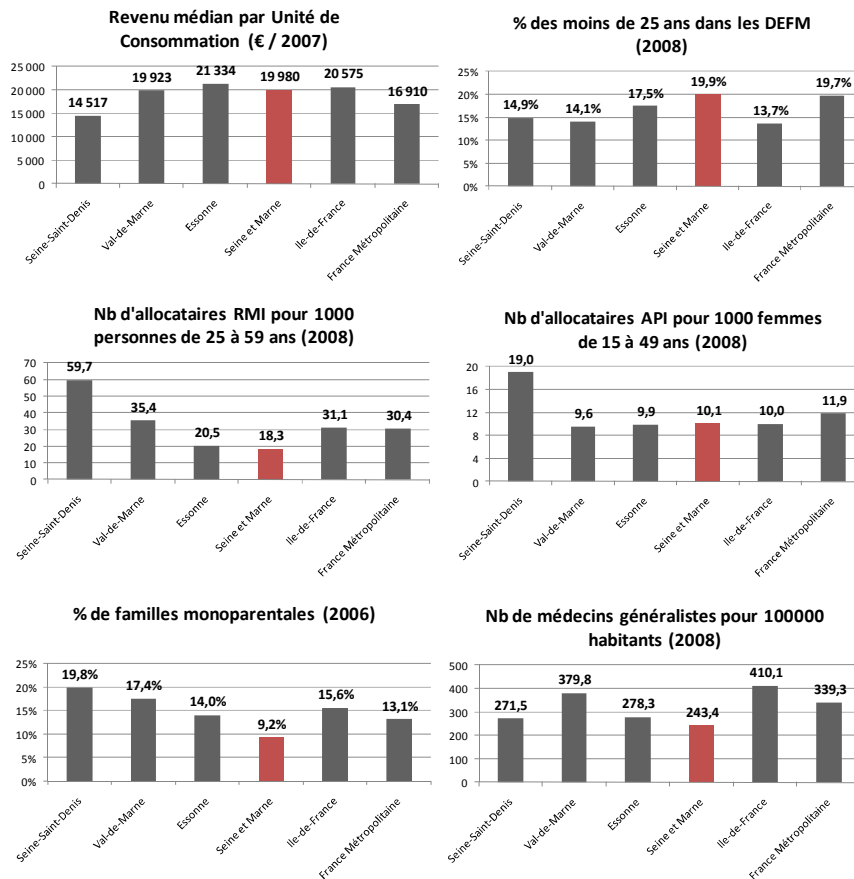 Revenu médian par Unité de
Consommation (€ / 2007)
25 000
20 000
15 000
10 000
5 000
0
14 517
19 923
21 334
19 980
20 575
16 910
Seine-Saint-Denis
Val-de-Marne
Essonne
Seine et Marne
Ile-de-France
France Métropolitaine
% des moins de 25 ans dans les DEFM
(2008)
25%
20%
15%
10%
5%
0%
14,9%
14,1%
17,5%
19,9%
13,7%
19,7%
Seine-Saint-Denis
Val-de-Marne
Essonne
Seine et Marne
Ile-de-France
France Métropolitaine
Nb d'allocataires RMI pour 1000
personnes de 25 à 59 ans (2008)
70
60
50
40
30
20
10
0
59,7
35,4
20,5
18,3
31,1
30,4
Seine-Saint-Denis
Val-de-Marne
Essonne
Seine et Marne
Ile-de-France
France Métropolitaine
Nb d'allocataires API pour 1000 femmes
de 15 à 49 ans (2008)
20
16
12
8
4
0
19,0
9,6
9,9
10,1
10,0
11,9
Seine-Saint-Denis
Val-de-Marne
Essonne
Seine et Marne
Ile-de-France
France Métropolitaine
% de familles monoparentales (2006)
25%
20%
15%
10%
5%
0%
19,8%
17,4%
14,0%
9,2%
15,6%
13,1%
Seine-Saint-Denis
Val-de-Marne
Essonne
Seine et Marne
Ile-de-France
France Métropolitaine
Nb de médecins généralistes pour 100000
habitants (2008)
500
400
300
200
100
0
271,5
379,8
278,3
243,4
410,1
339,3
Seine-Saint-Denis
Val-de-Marne
Essonne
Seine et Marne
Ile-de-France
France Métropolitaine